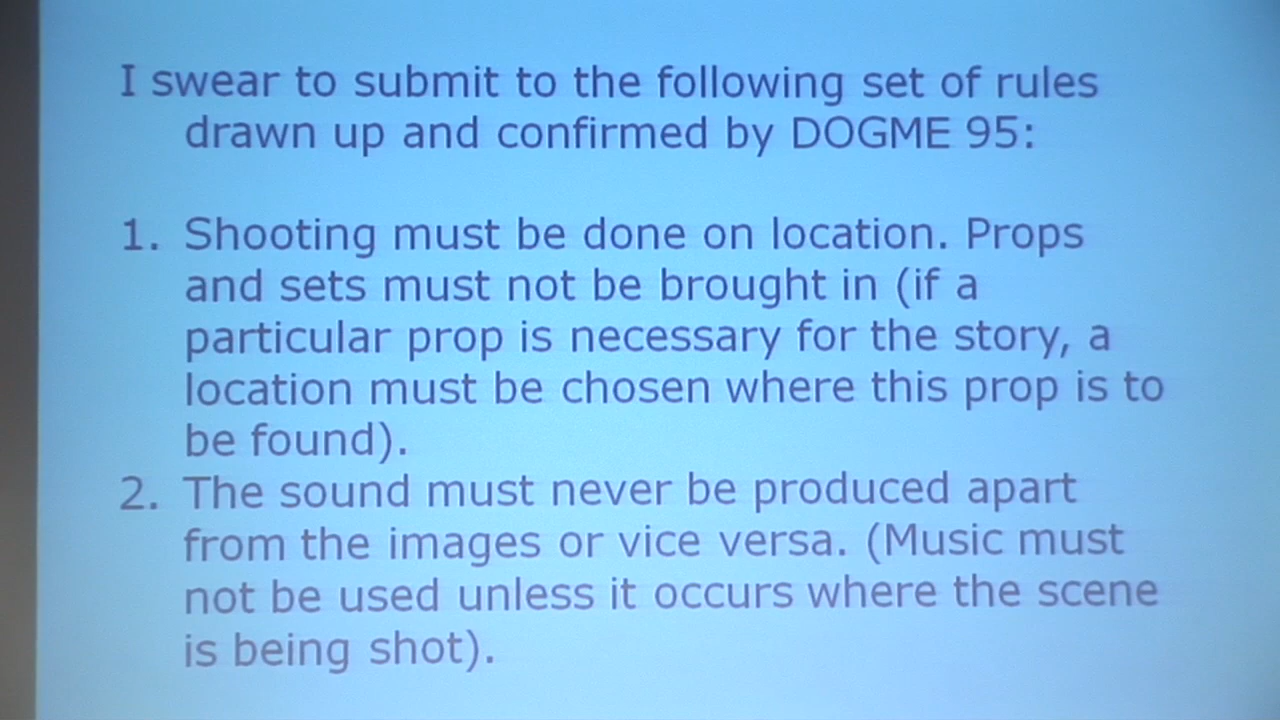 I swear to submit to the following set of rules
drawn up and confirmed by DOGME 95:
1. Shooting must be done on location. Props
and sets must not be brought in (if a
particular prop is necessary for the story, a
location must be chosen where this prop is to
be found).
2. The sound must never be produced apart
from the images or vice versa. (Music must
not be used unless it occurs where the scene
is being shot).